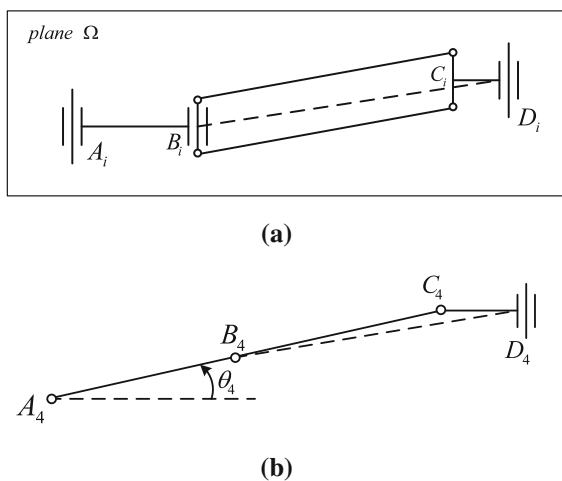 plane Ω
C_i
D_i
B_i
A_i
(a)
C_4
B_4
D_4
θ_4
A_4
(b)